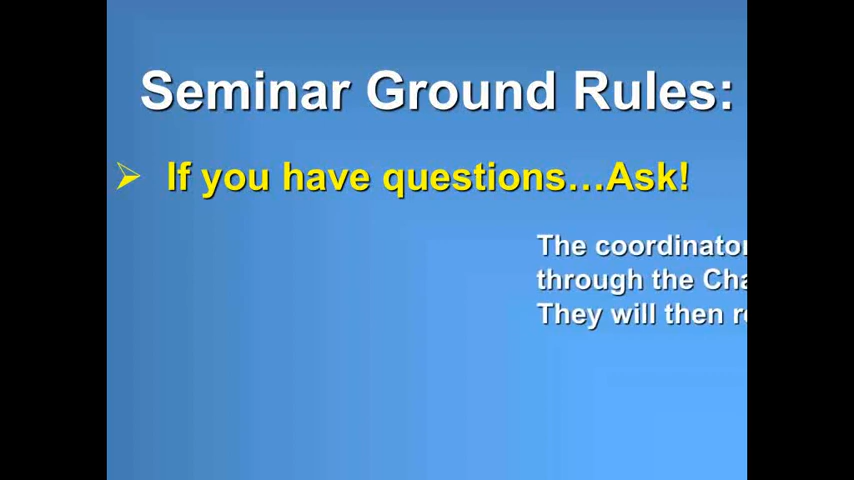 Seminar Ground Rules:
If you have questions…Ask!
The coordinator
through the
They will then